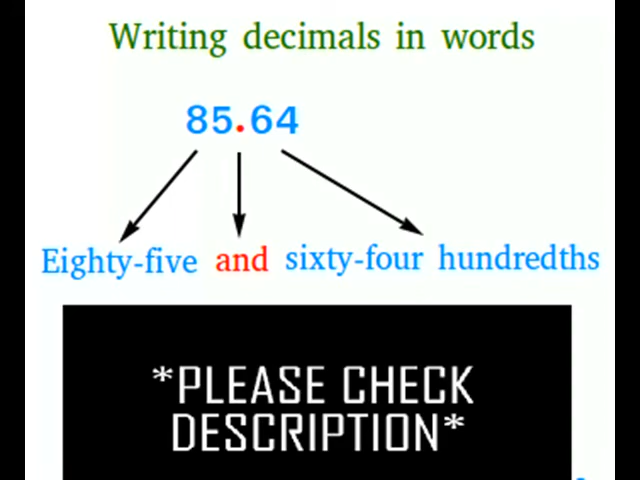 Writing decimals in words
85.64
Eighty-five and sixty-four hundredths
*PLEASE CHECK
DESCRIPTION*